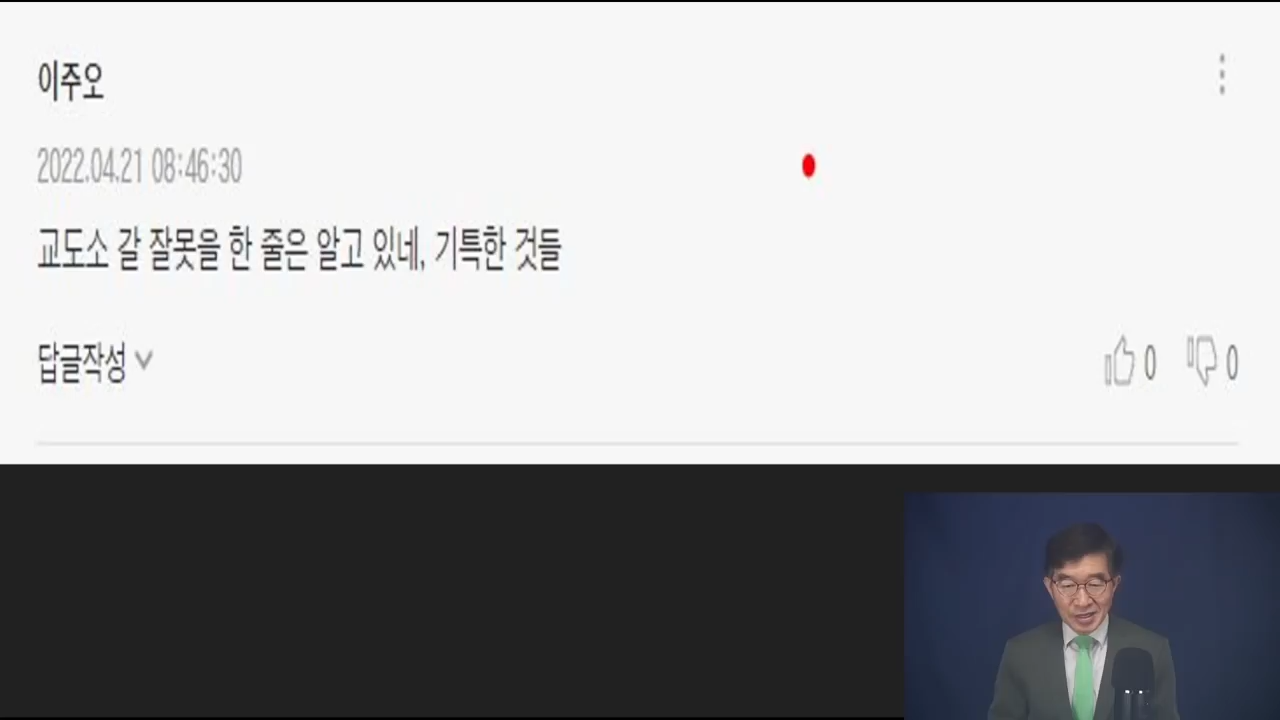 이주오
2022.04.21 08:46:30
교도소 갈 잘못을 한 줄은 알고 있네, 기특한 것들
답글작성
0 0